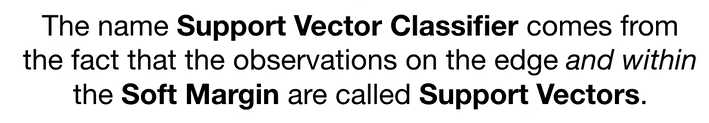 The name Support Vector Classifier comes from
the fact that the observations on the edge and within
the Soft Margin are called Support Vectors.